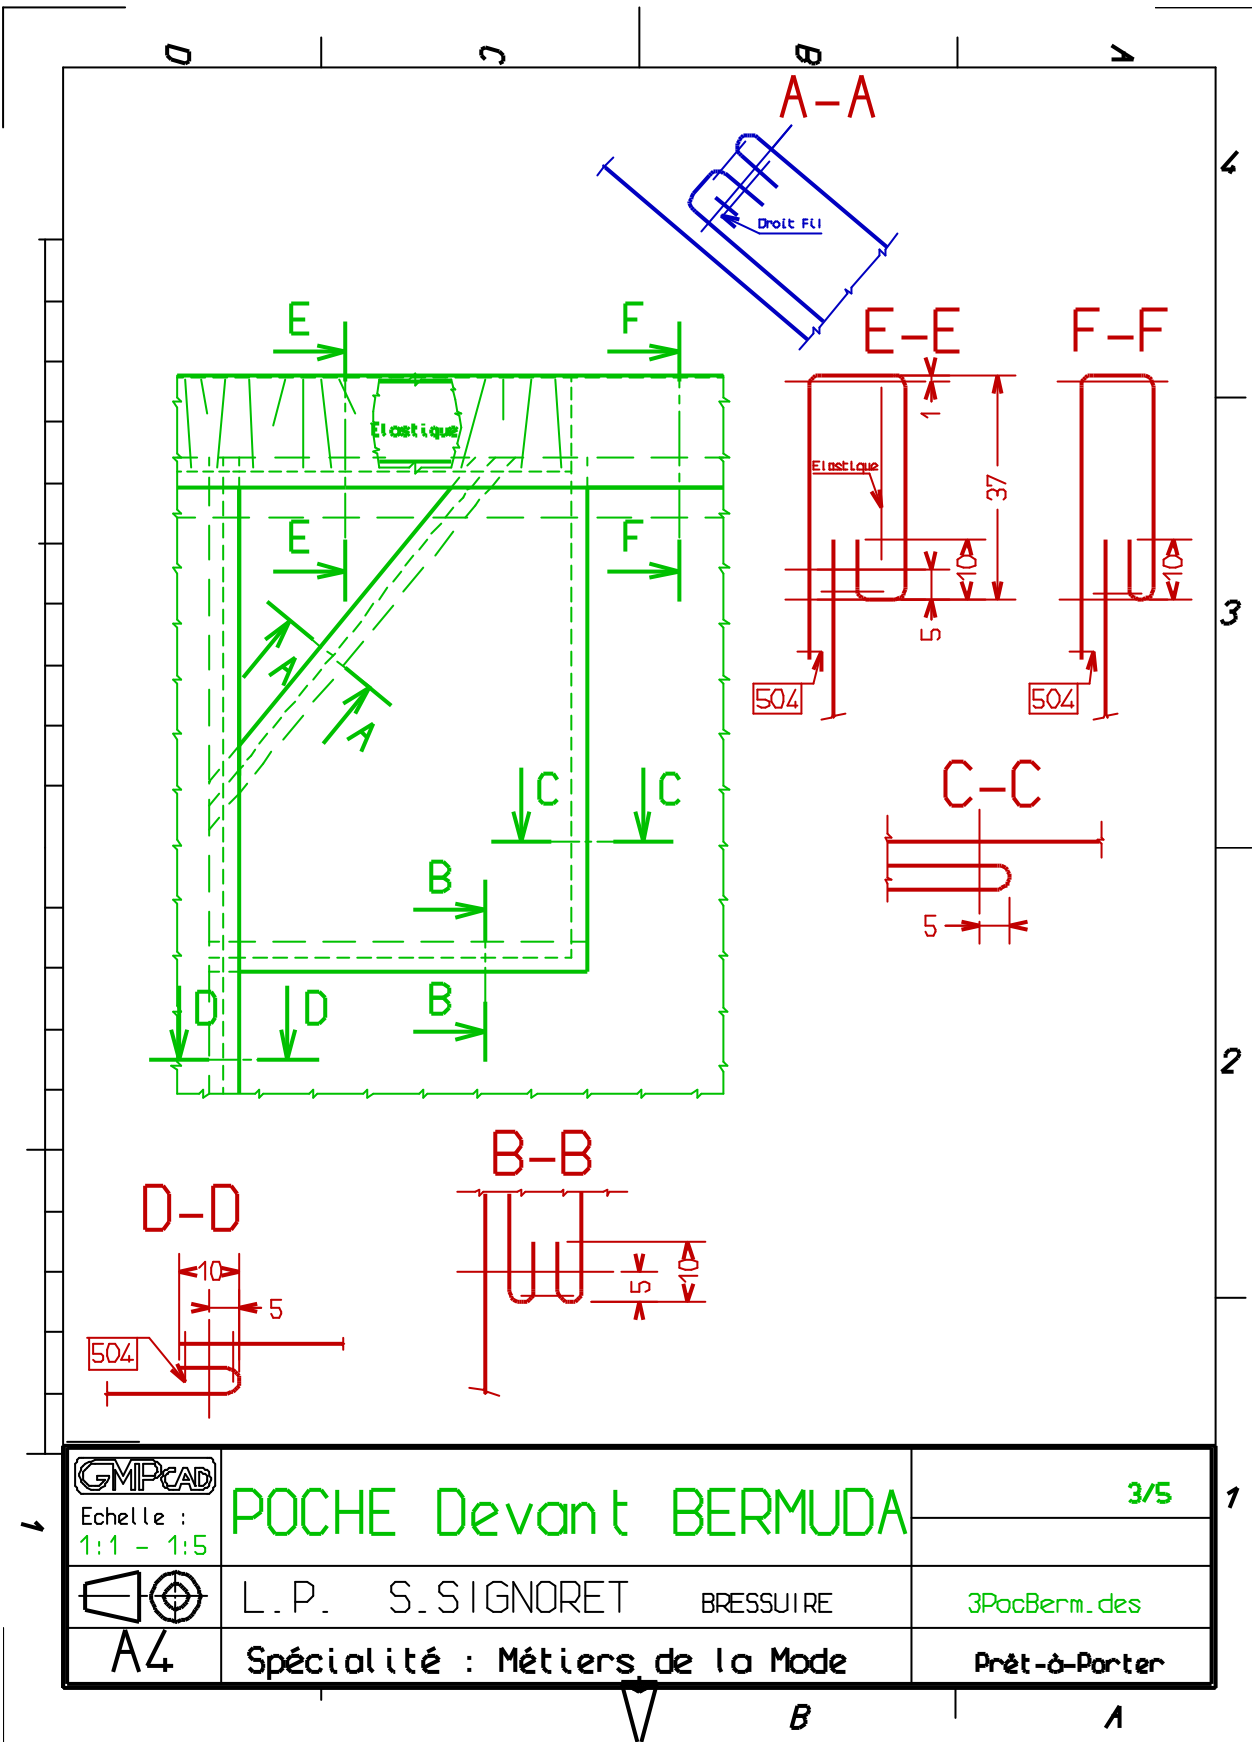 D C B A
A-A
4
Droit Fil
E F
E-E F-F
1
Elastique
Elastique
37
E F
10 10
3
5
A
504 504
A
C-C
C C
B
5
D D B
2
B-B
D-D
10
5 10
5
504
GMPCAD
Echelle :
1:1 - 1:5
POCHE Devant BERMUDA
3/5
1 1
L.P. S.SIGNORET BRESSUIRE
3PocBerm.des
A4
Spécialité : Métiers de la Mode
Prêt-à-Porter
B A